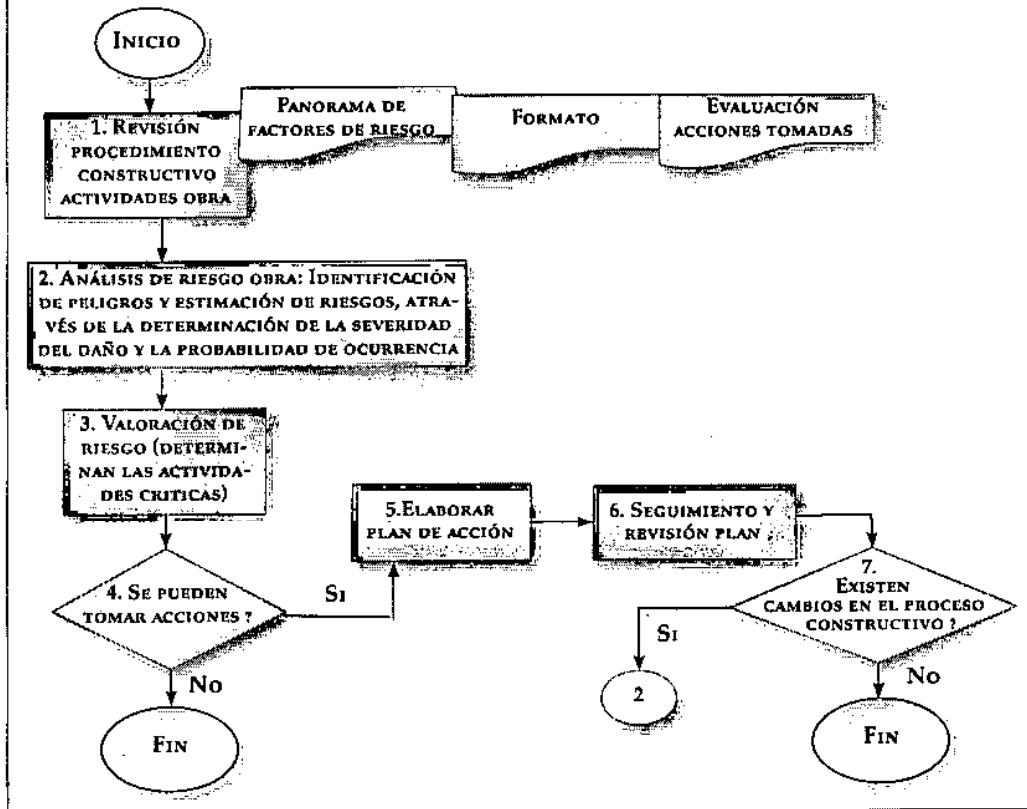 INICIO
1. REVISIÓN
PROCEDIMIENTO
CONSTRUCTIVO
ACTIVIDADES OBRA
PANORAMA DE
FACTORES DE RIESGO
FORMATO
EVALUACIÓN
ACCIONES TOMADAS
2. ANÁLISIS DE RIESGO OBRA: IDENTIFICACIÓN
DE PELIGROS Y ESTIMACIÓN DE RIESGOS, ATRA-
VÉS DE LA DETERMINACIÓN DE LA SEVERIDAD
DEL DAÑO Y LA PROBABILIDAD DE OCURRENCIA
3. VALORACIÓN DE
RIESGO (DETERMI-
NAN LAS ACTIVIDA-
DES CRITICAS)
4. SE PUEDEN
TOMAR ACCIONES ?
SI
NO
FIN
5.ELABORAR
PLAN DE ACCIÓN
6. SEGUIMIENTO Y
REVISIÓN PLAN
7.
EXISTEN
CAMBIOS EN EL PROCESO
CONSTRUCTIVO ?
SI
2
NO
FIN